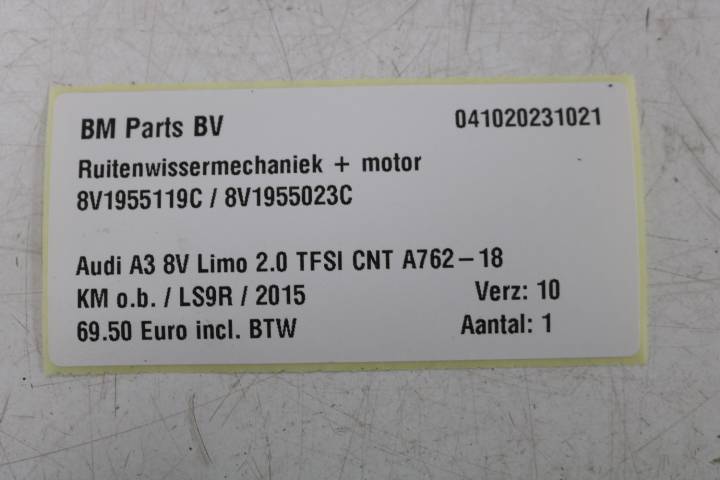 BM Parts BV 041020231021
Ruitenwissermechaniek + motor
8V1955119C / 8V1955023C
Audi A3 8V Limo 2.0 TFSI CNT A762-18
KM o.b. / LS9R / 2015 Verz: 10
69.50 Euro incl. BTW Aantal: 1